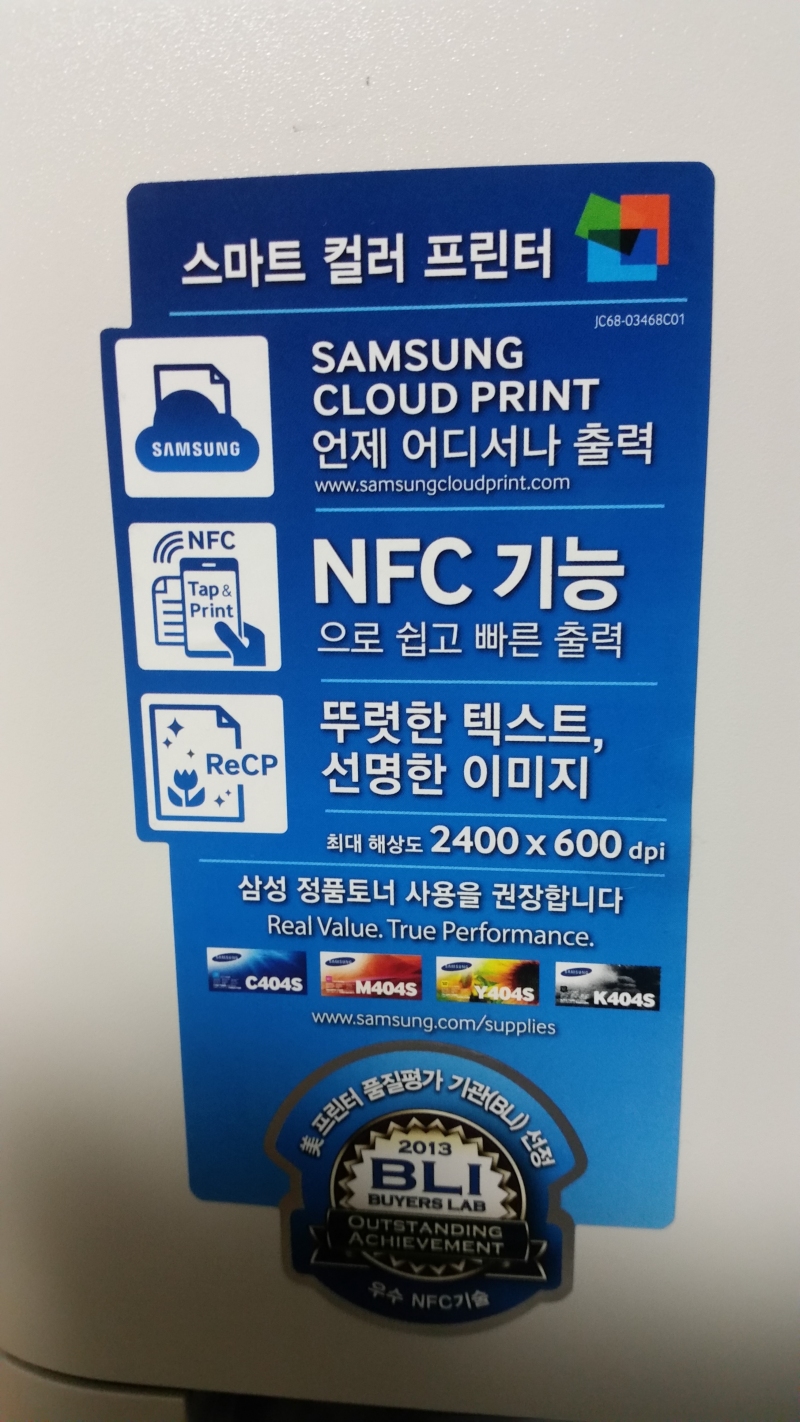 스마트 컬러 프린터
JC68-03468C01
SAMSUNG
SAMSUNG
CLOUD PRINT
언제 어디서나 출력
www.samsungcloudprint.com
NFC
Tap &
Print
NFC 기능
으로 쉽고 빠른 출력
ReCP
뚜렷한 텍스트,
선명한 이미지
최대 해상도 2400 x 600 dpi
삼성 정품토너 사용을 권장합니다
Real Value. True Performance.
SAMSUNG C404S
SAMSUNG M404S
SAMSUNG Y404S
SAMSUNG K404S
www.samsung.com/supplies
美 프린터 품질평가 기관(BLI) 선정
2013
BLI
BUYERS LAB
OUTSTANDING
ACHIEVEMENT
우수 NFC기술